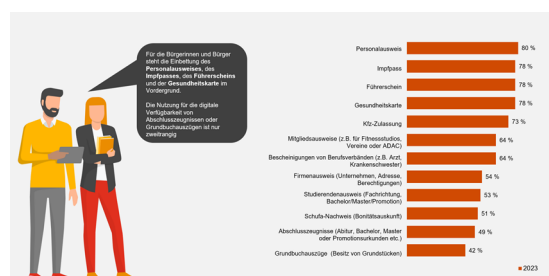 Für die Bürgerinnen und Bürger
steht die Einbettung des
Personalausweises, des
Impfpasses, des Führerscheins
und der Gesundheitskarte im
Vordergrund.
Die Nutzung für die digitale
Verfügbarkeit von
Abschlusszeugnissen oder
Grundbuchauszügen ist nur
zweitrangig
Personalausweis 80 %
Impfpass 78 %
Führerschein 78 %
Gesundheitskarte 78 %
Kfz-Zulassung 73 %
Mitgliedsausweise (z.B. für Fitnessstudios,
Vereine oder ADAC) 64 %
Bescheinigungen von Berufsverbänden (z.B. Arzt,
Krankenschwester) 64 %
Firmenausweis (Unternehmen, Adresse,
Berechtigungen) 54 %
Studierendenausweis (Fachrichtung,
Bachelor/Master/Promotion) 53 %
Schufa-Nachweis (Bonitätsauskunft) 51 %
Abschlusszeugnisse (Abitur, Bachelor, Master
oder Promotionsurkunden etc.) 49 %
Grundbuchauszüge (Besitz von Grundstücken) 42 %
2023